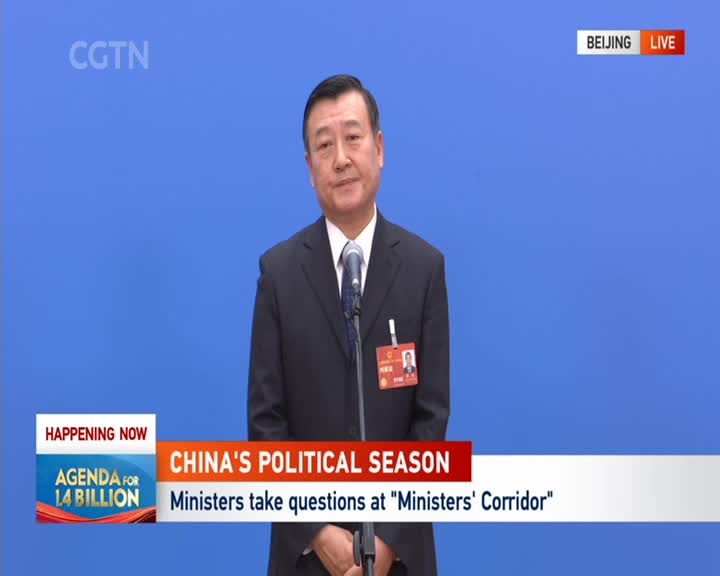 CGTN
BEIJING LIVE
HAPPENING NOW
AGENDA FOR
1.4 BILLION
CHINA'S POLITICAL SEASON
Ministers take questions at "Ministers' Corridor"